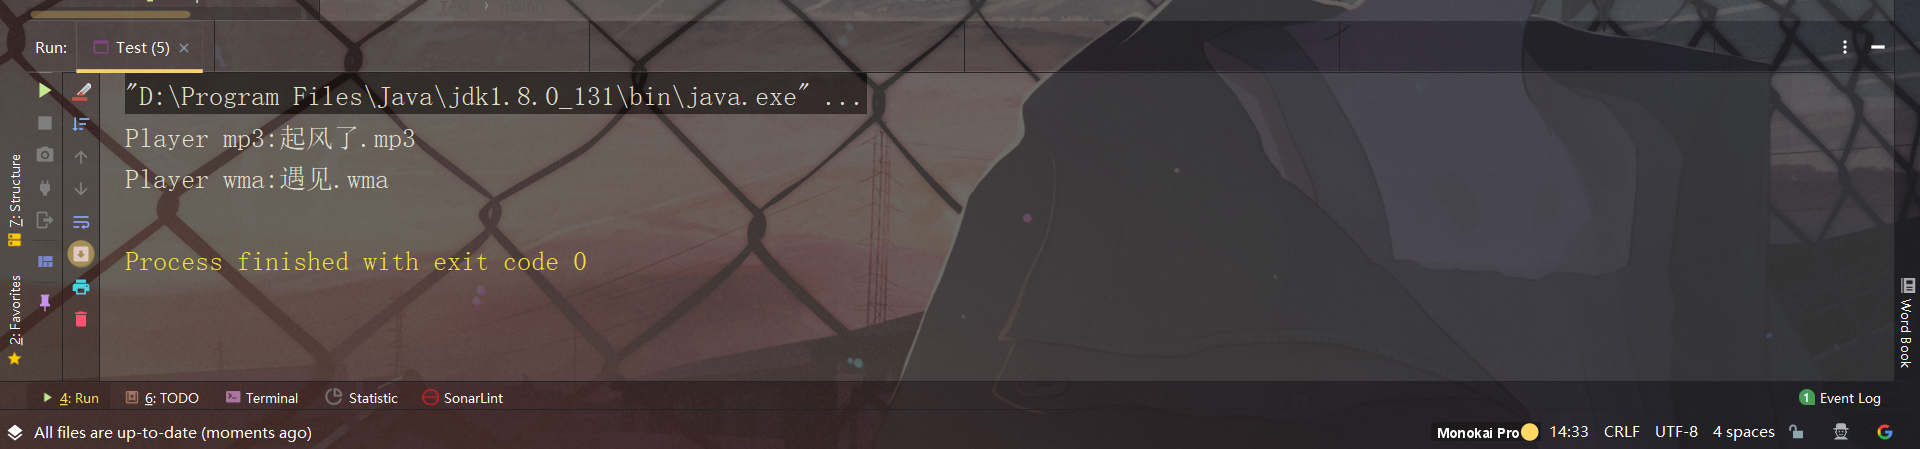 Test › main()
Run: Test (5) ×
"D:\Program Files\Java\jdk1.8.0_131\bin\java.exe" ...
Player mp3:起风了.mp3
Player wma:遇见.wma
Process finished with exit code 0
7: Structure
2: Favorites
Word Book
4: Run 6: TODO Terminal Statistic SonarLint 1 Event Log
All files are up-to-date (moments ago) Monokai Pro 14:33 CRLF UTF-8 4 spaces